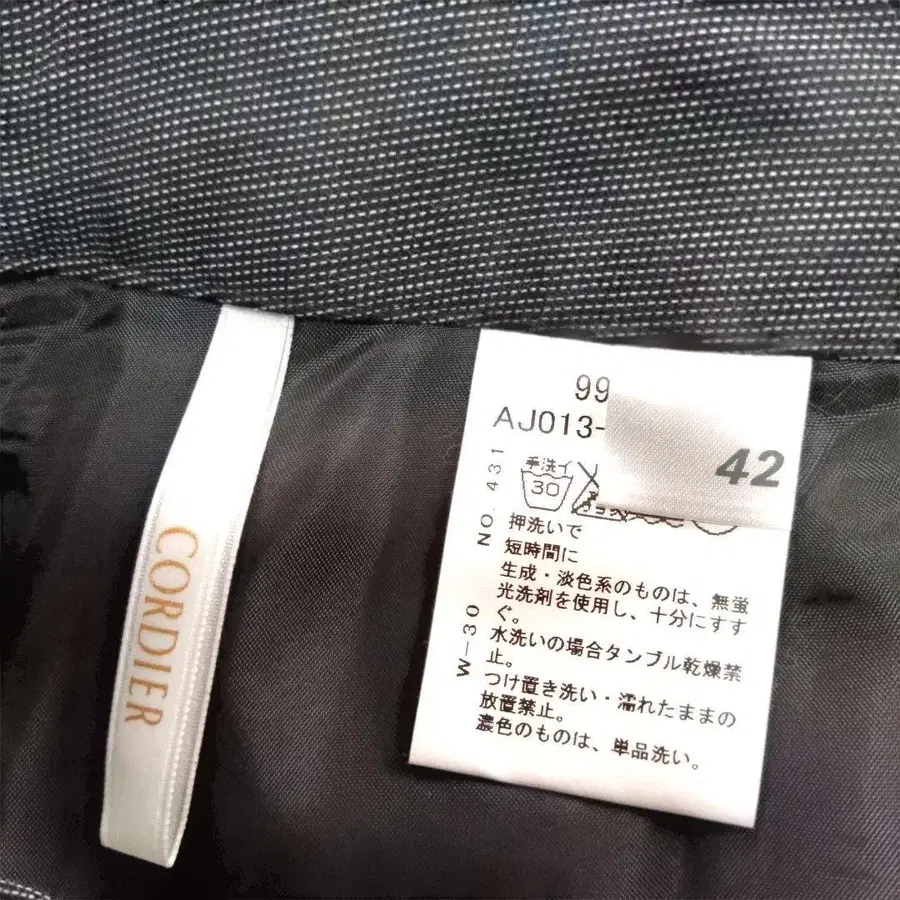 CORDIER
99
AJ013-
42
NO. 431
手洗イ
30
押洗いで
短時間に
生成・淡色系のものは、無蛍
光洗剤を使用し、十分にすす
ぐ。
水洗いの場合タンブル乾燥禁
止。
つけ置き洗い・濡れたままの
放置禁止。
濃色のものは、単品洗い。
W-30